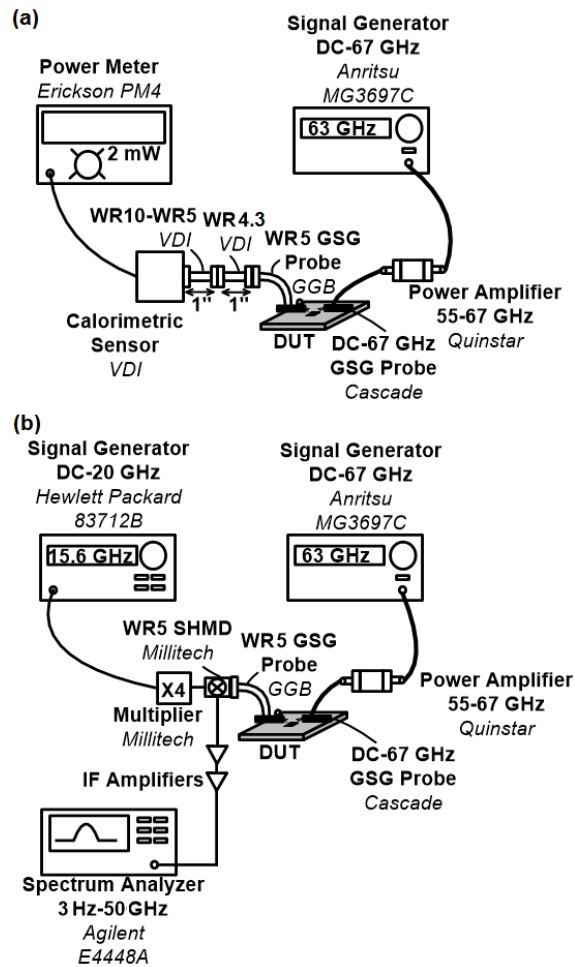 (a)
Signal Generator
DC-67 GHz
Anritsu
MG3697C
63 GHz
Power Meter
Erickson PM4
2 mW
WR10-WR5
VDI
WR4.3
VDI
WR5 GSG
Probe
GGB
1"
1"
Calorimetric
Sensor
VDI
DUT
DC-67 GHz
GSG Probe
Cascade
Power Amplifier
55-67 GHz
Quinstar
(b)
Signal Generator
DC-20 GHz
Hewlett Packard
83712B
15.6 GHz
Signal Generator
DC-67 GHz
Anritsu
MG3697C
63 GHz
WR5 SHMD
Millitech
WR5 GSG
Probe
GGB
X4
Multiplier
Millitech
DUT
Power Amplifier
55-67 GHz
Quinstar
DC-67 GHz
GSG Probe
Cascade
IF Amplifiers
Spectrum Analyzer
3 Hz-50 GHz
Agilent
E4448A